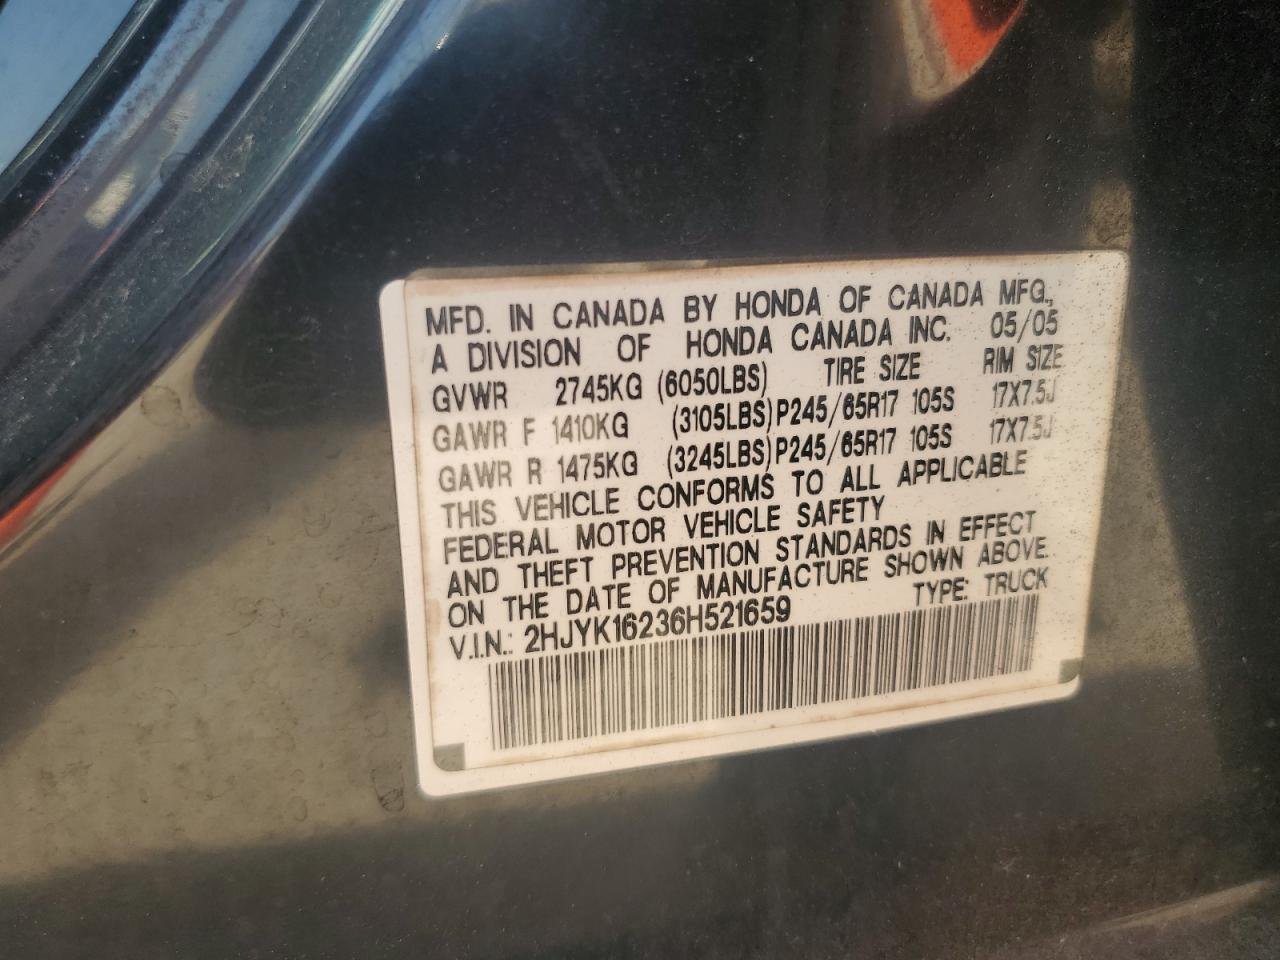 MFD. IN CANADA BY HONDA OF CANADA MFG.,
A DIVISION OF HONDA CANADA INC. 05/05
GVWR 2745KG (6050LBS) TIRE SIZE RIM SIZE
GAWR F 1410KG (3105LBS) P245/65R17 105S 17X7.5J
GAWR R 1475KG (3245LBS) P245/65R17 105S 17X7.5J
THIS VEHICLE CONFORMS TO ALL APPLICABLE
FEDERAL MOTOR VEHICLE SAFETY
AND THEFT PREVENTION STANDARDS IN EFFECT
ON THE DATE OF MANUFACTURE SHOWN ABOVE.
V.I.N.: 2HJYK16236H521659 TYPE: TRUCK